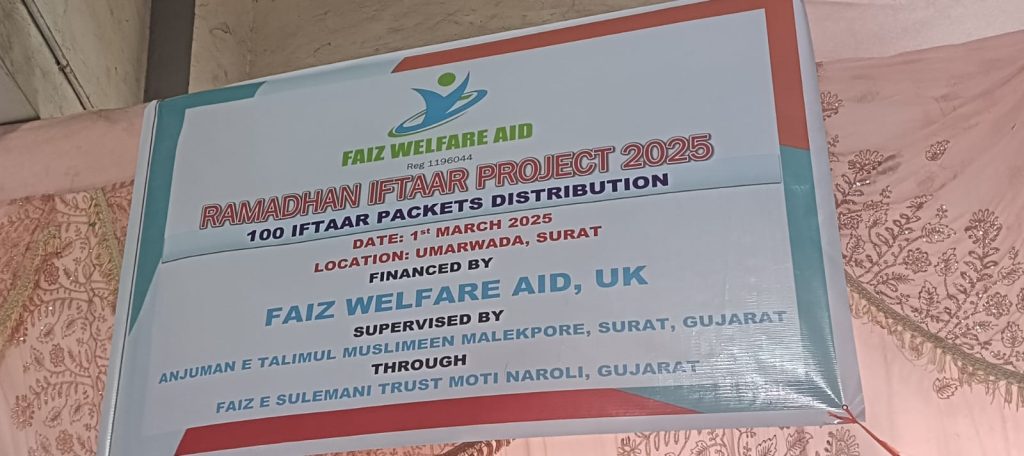 FAIZ WELFARE AID
Reg 1196044
RAMADHAN IFTAAR PROJECT 2025
100 IFTAAR PACKETS DISTRIBUTION
DATE: 1st MARCH 2025
LOCATION: UMARWADA, SURAT
FINANCED BY
FAIZ WELFARE AID, UK
SUPERVISED BY
ANJUMAN E TALIMUL MUSLIMEEN MALEKPORE, SURAT, GUJARAT
THROUGH
FAIZ E SULEMANI TRUST MOTI NAROLI, GUJARAT